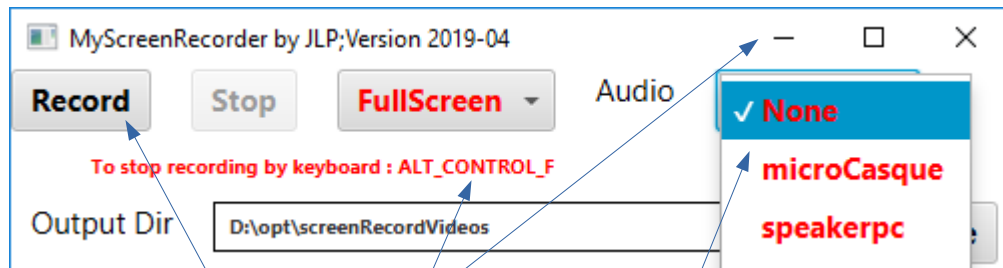 MyScreenRecorder by JLP;Version 2019-04
Record Stop FullScreen Audio
✓ None
To stop recording by keyboard : ALT_CONTROL_F
microCasque
Output Dir D:\opt\screenRecordVideos
speakerpc